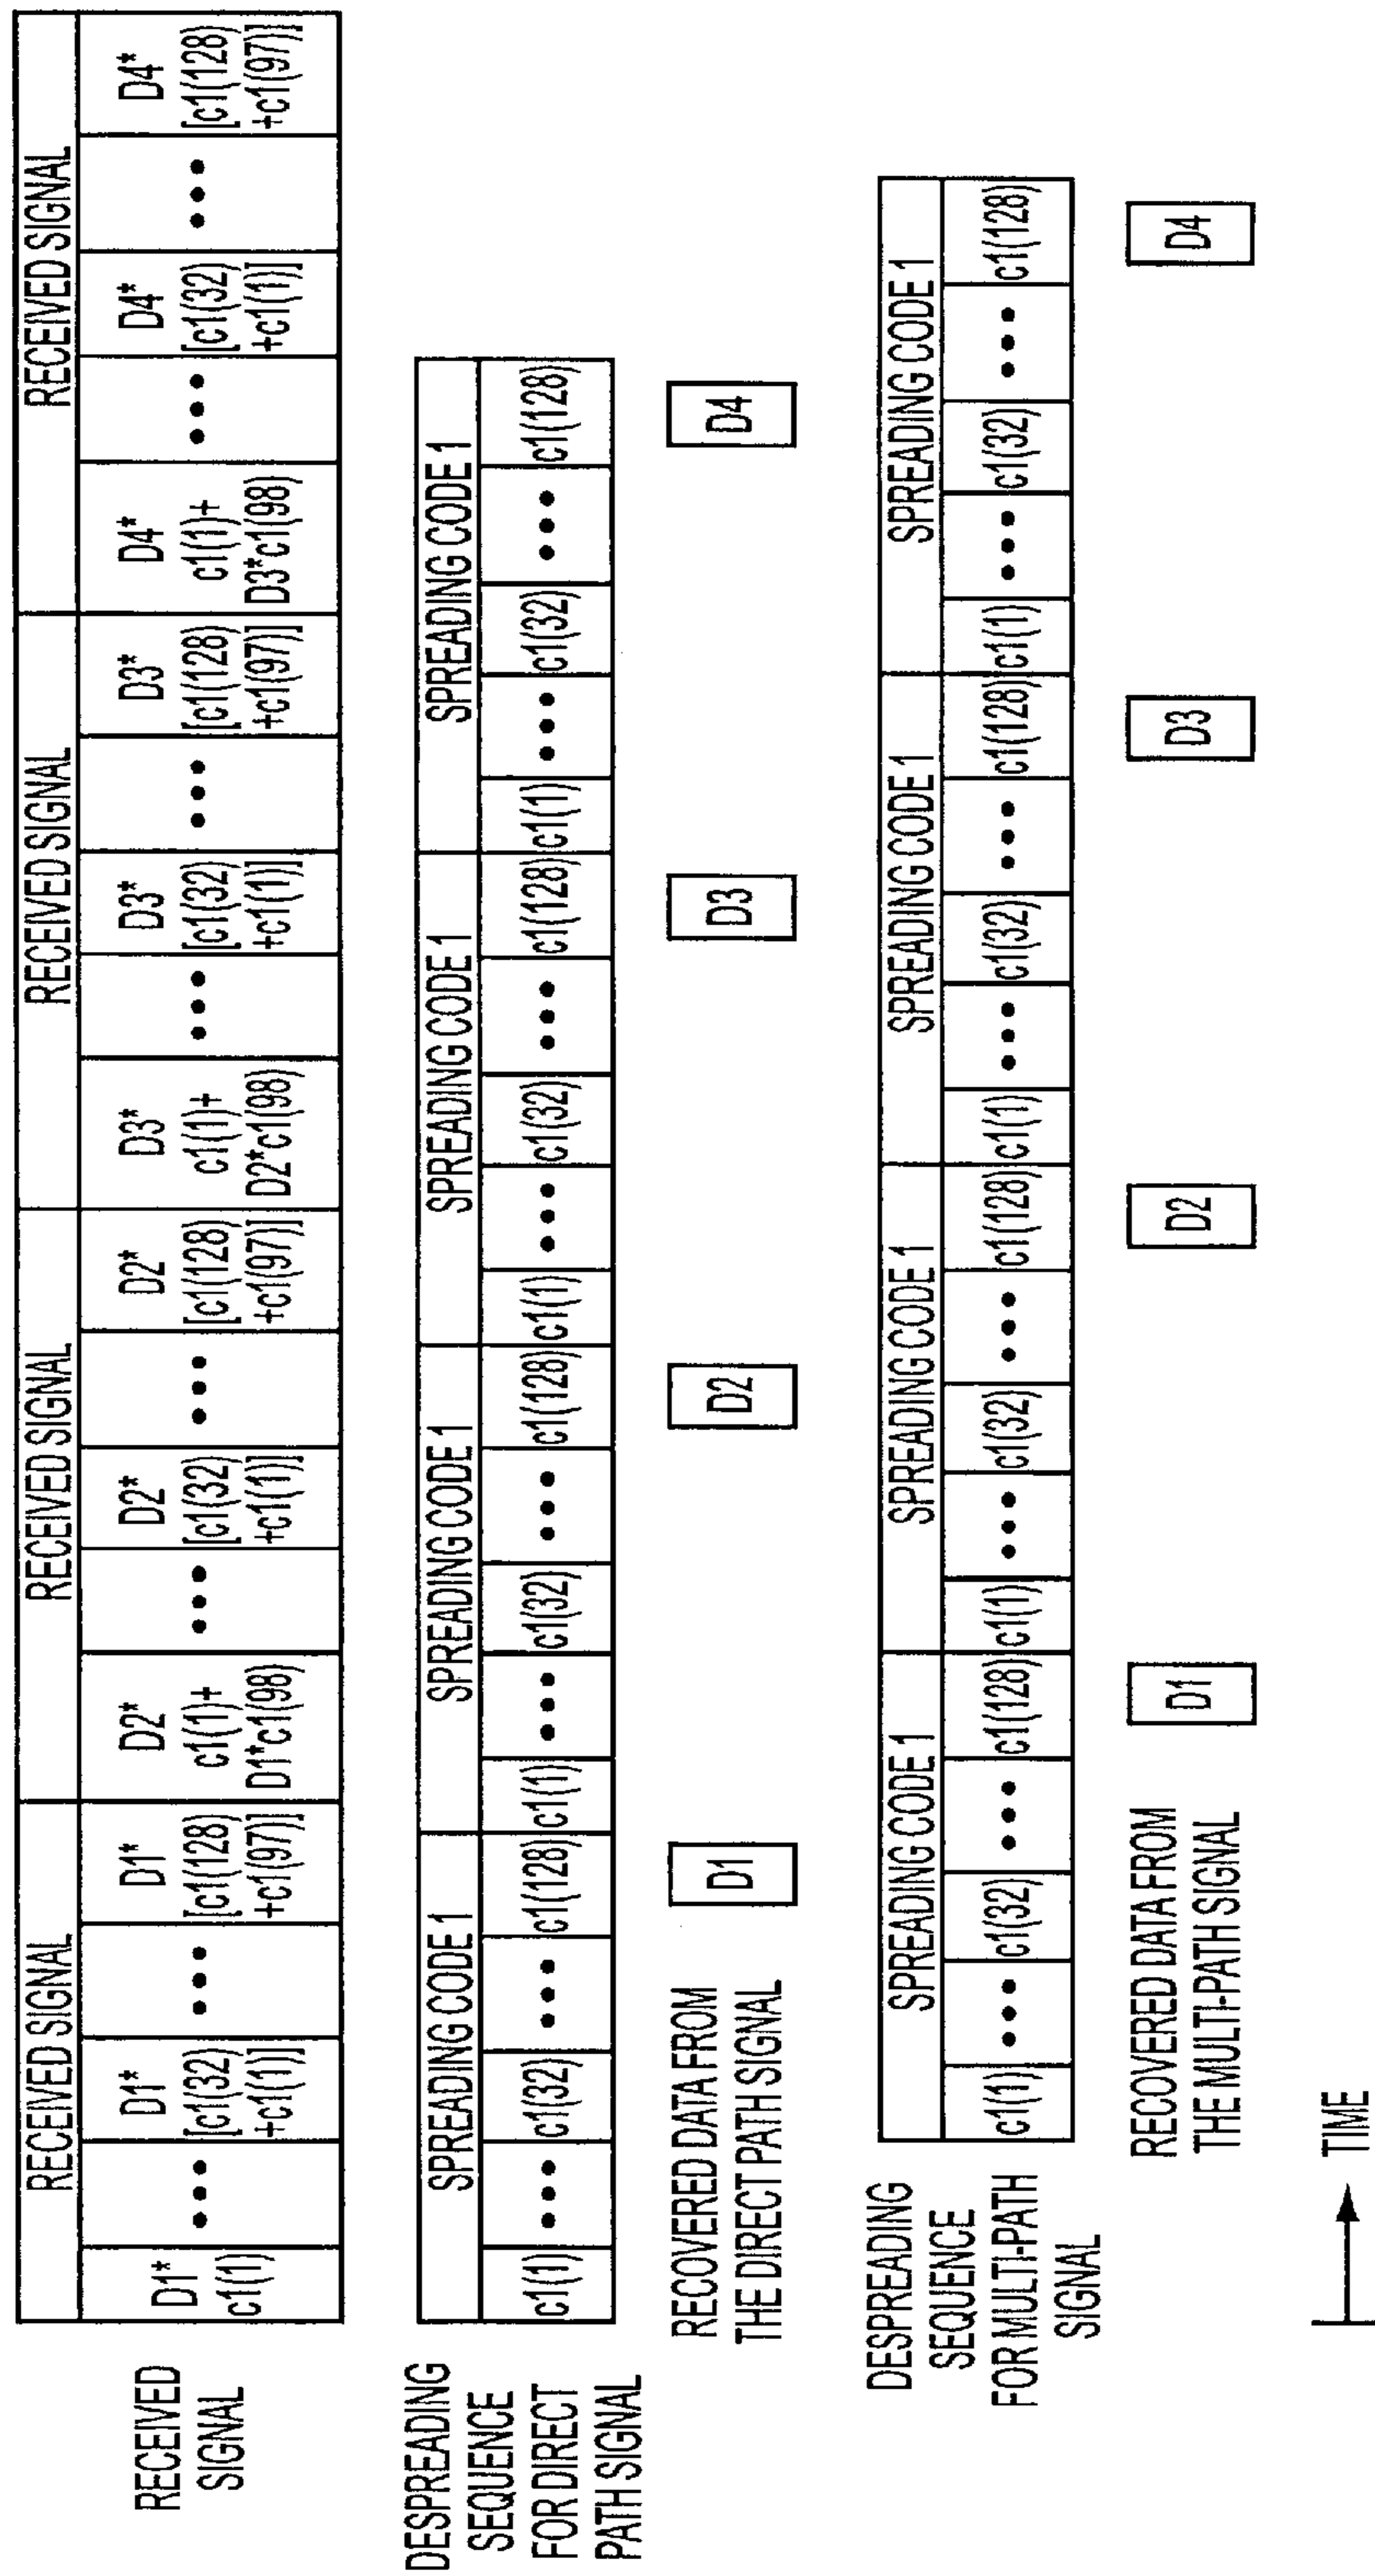 RECEIVED
SIGNAL
RECEIVED SIGNAL
RECEIVED SIGNAL
RECEIVED SIGNAL
RECEIVED SIGNAL
D1*
c1(1)
•••
D1*
[c1(32)
+c1(1)]
•••
D1*
[c1(128)
+c1(97)]
D2*
c1(1)+
D1*c1(98)
•••
D2*
[c1(32)
+c1(1)]
•••
D2*
[c1(128)
+c1(97)]
D3*
c1(1)+
D2*c1(98)
•••
D3*
[c1(32)
+c1(1)]
•••
D3*
[c1(128)
+c1(97)]
D4*
c1(1)+
D3*c1(98)
•••
D4*
[c1(32)
+c1(1)]
•••
D4*
[c1(128)
+c1(97)]
DESPREADING
SEQUENCE
FOR DIRECT
PATH SIGNAL
SPREADING CODE 1
SPREADING CODE 1
SPREADING CODE 1
SPREADING CODE 1
c1(1) ••• c1(32) ••• c1(128) c1(1) ••• c1(32) ••• c1(128) c1(1) ••• c1(32) ••• c1(128) c1(1) ••• c1(32) ••• c1(128)
RECOVERED DATA FROM
THE DIRECT PATH SIGNAL
D1
D2
D3
D4
DESPREADING
SEQUENCE
FOR MULTI-PATH
SIGNAL
SPREADING CODE 1
SPREADING CODE 1
SPREADING CODE 1
SPREADING CODE 1
c1(1) ••• c1(32) ••• c1(128) c1(1) ••• c1(32) ••• c1(128) c1(1) ••• c1(32) ••• c1(128) c1(1) ••• c1(32) ••• c1(128)
RECOVERED DATA FROM
THE MULTI-PATH SIGNAL
D1
D2
D3
D4
TIME